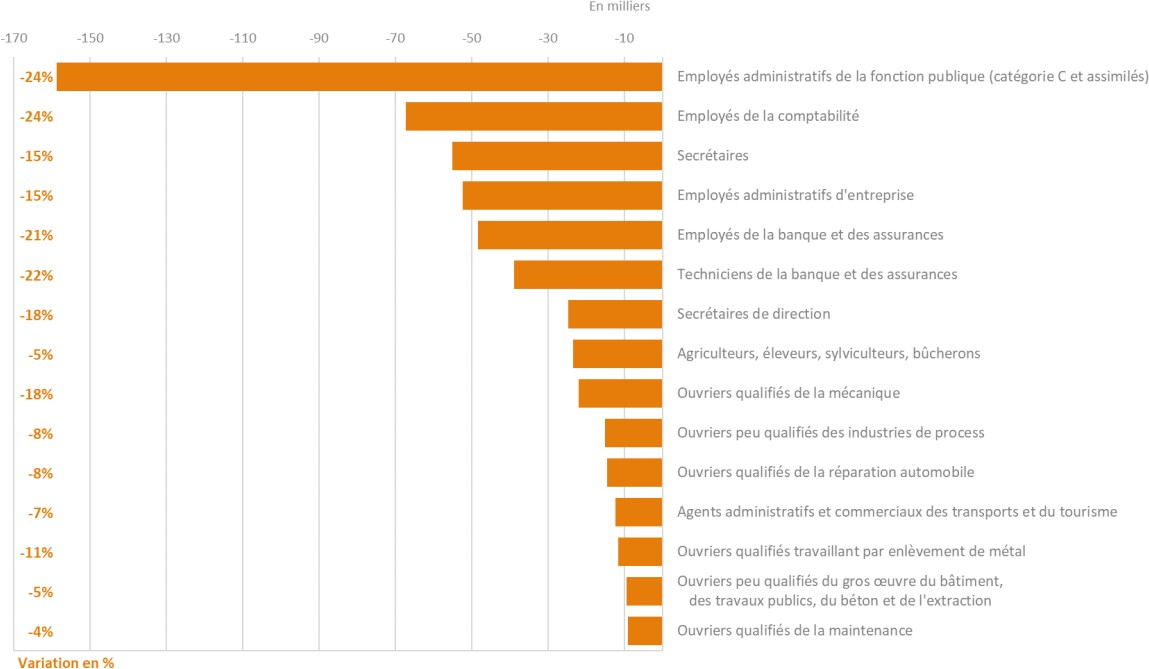 En milliers
-170 -150 -130 -110 -90 -70 -50 -30 -10
-24% Employés administratifs de la fonction publique (catégorie C et assimilés)
-24% Employés de la comptabilité
-15% Secrétaires
-15% Employés administratifs d'entreprise
-21% Employés de la banque et des assurances
-22% Techniciens de la banque et des assurances
-18% Secrétaires de direction
-5% Agriculteurs, éleveurs, sylviculteurs, bûcherons
-18% Ouvriers qualifiés de la mécanique
-8% Ouvriers peu qualifiés des industries de process
-8% Ouvriers qualifiés de la réparation automobile
-7% Agents administratifs et commerciaux des transports et du tourisme
-11% Ouvriers qualifiés travaillant par enlèvement de métal
-5% Ouvriers peu qualifiés du gros œuvre du bâtiment,
des travaux publics, du béton et de l'extraction
-4% Ouvriers qualifiés de la maintenance
Variation en %